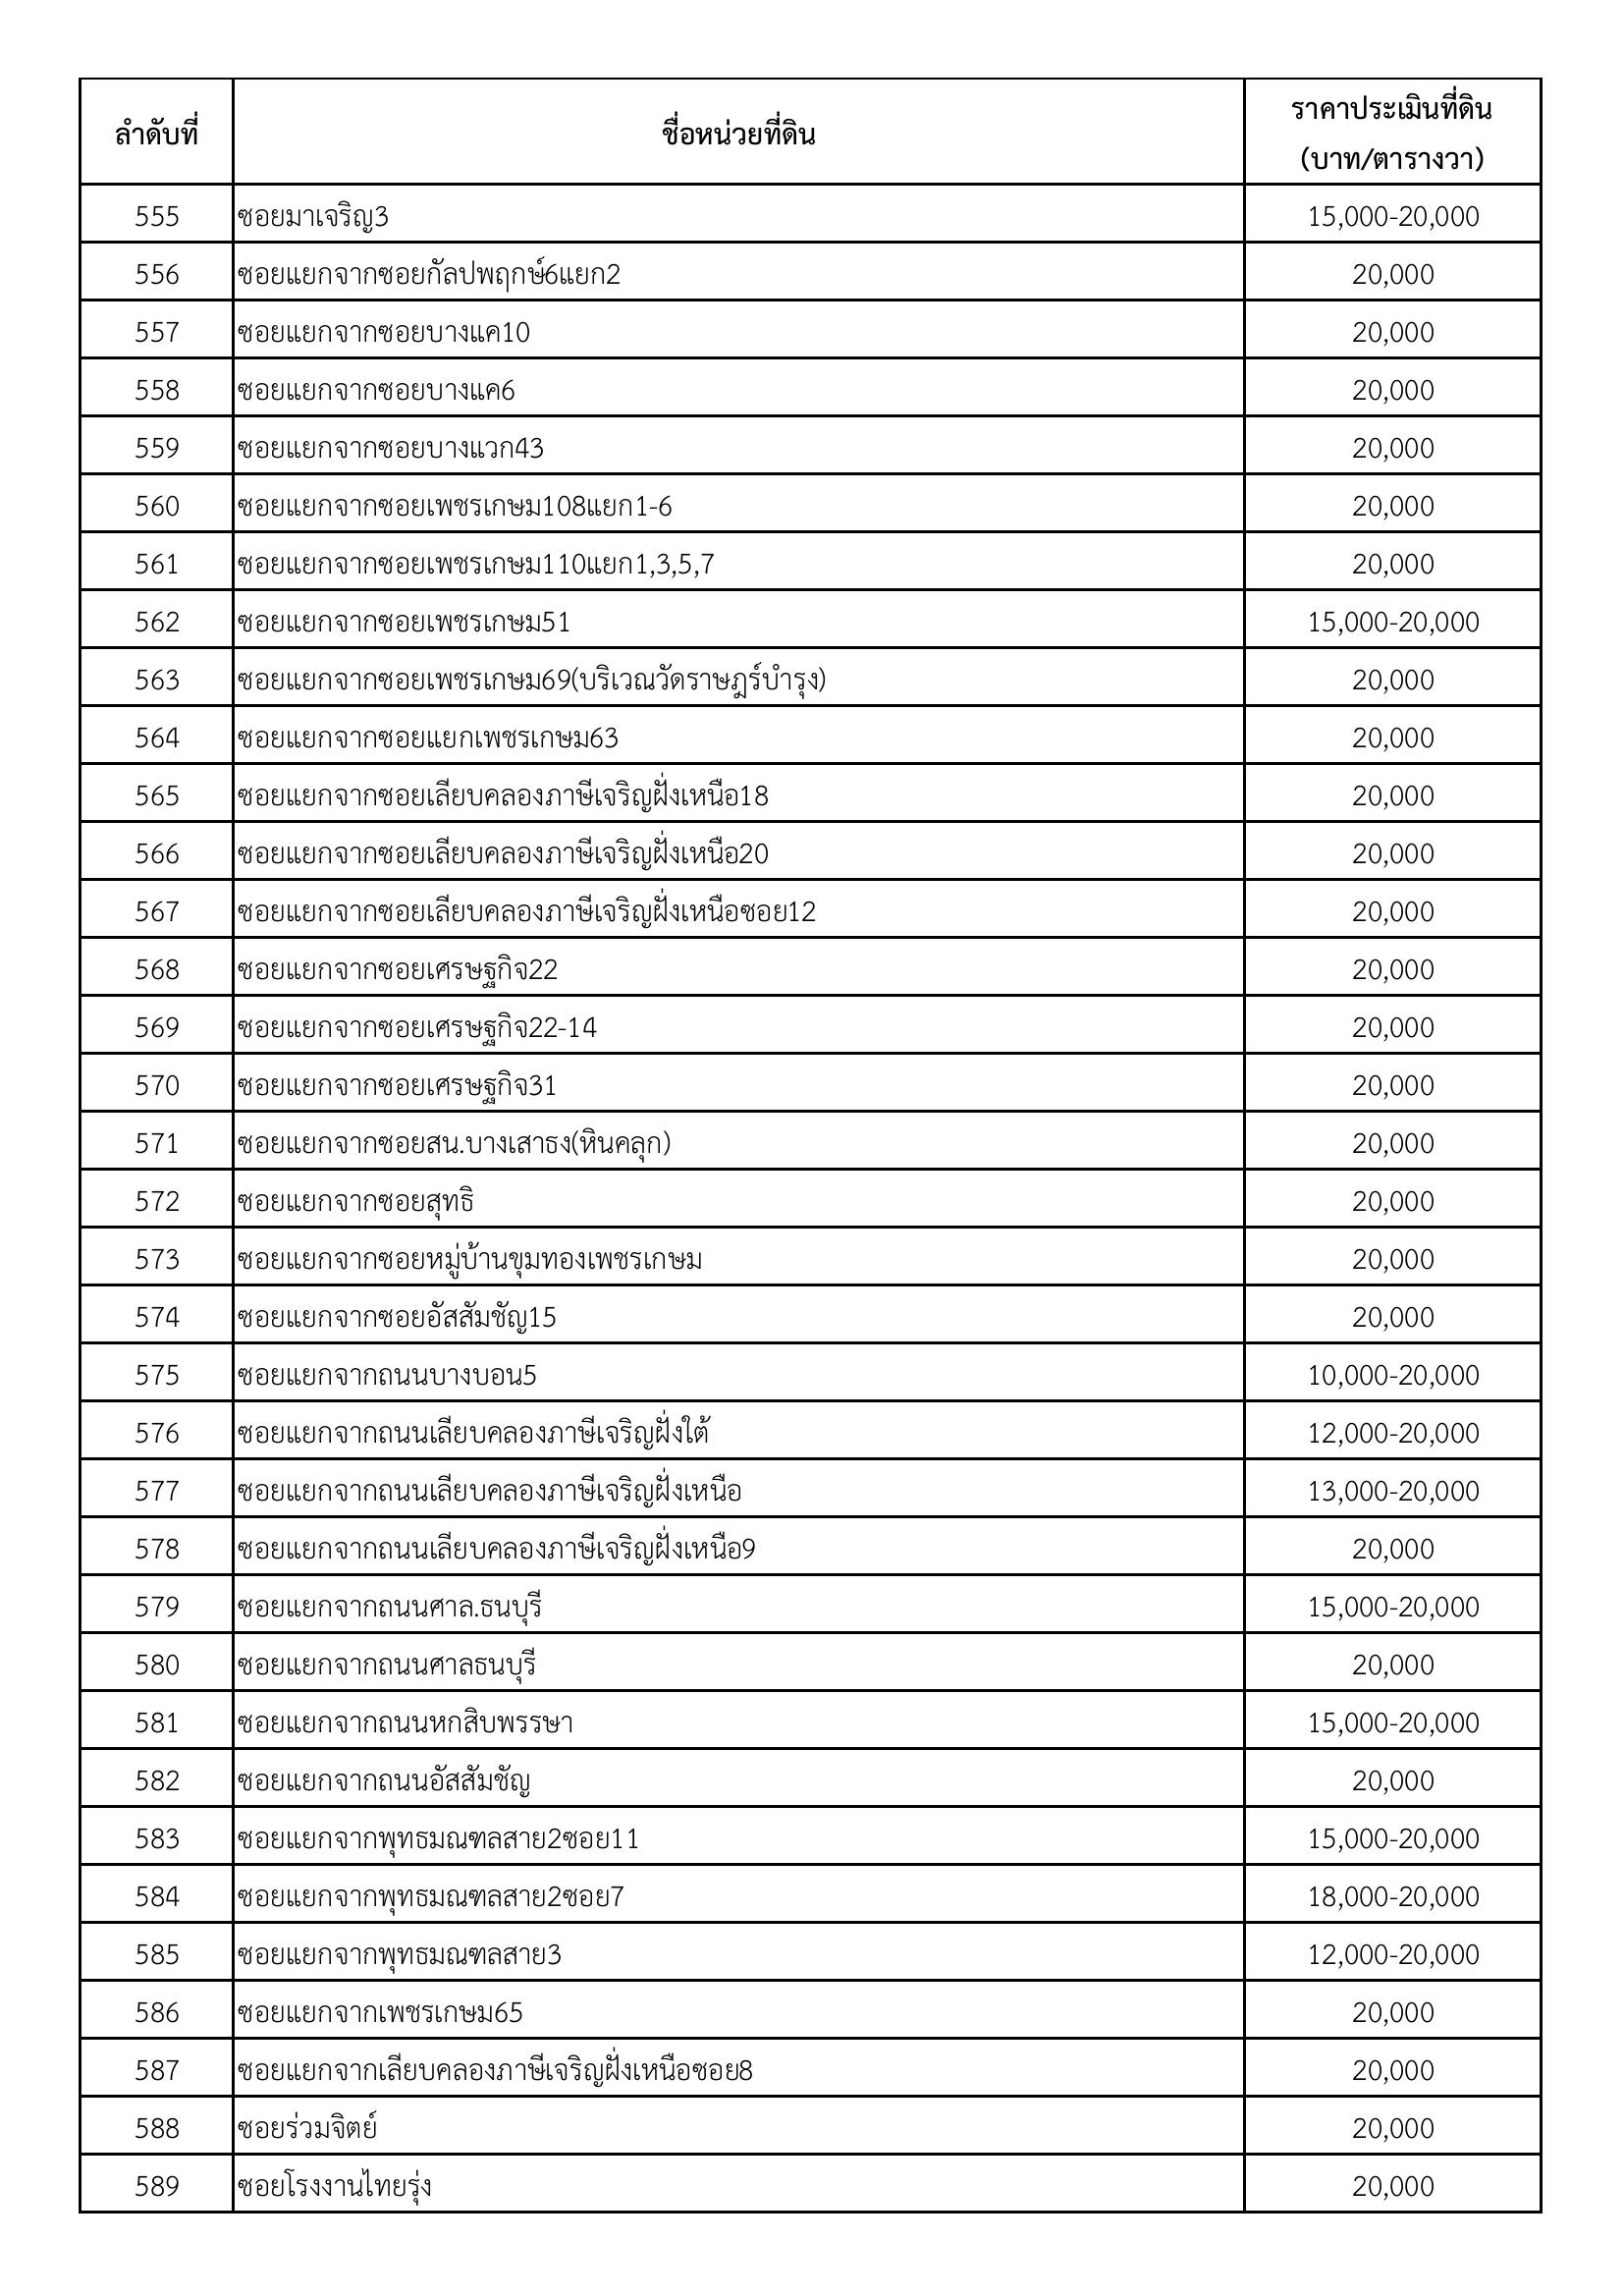 ลำดับที่ ชื่อหน่วยที่ดิน ราคาประเมินที่ดิน
(บาท/ตารางวา)
555 ซอยมาเจริญ3 15,000-20,000
556 ซอยแยกจากซอยกัลปพฤกษ์6แยก2 20,000
557 ซอยแยกจากซอยบางแค10 20,000
558 ซอยแยกจากซอยบางแค6 20,000
559 ซอยแยกจากซอยบางแวก43 20,000
560 ซอยแยกจากซอยเพชรเกษม108แยก1-6 20,000
561 ซอยแยกจากซอยเพชรเกษม110แยก1,3,5,7 20,000
562 ซอยแยกจากซอยเพชรเกษม51 15,000-20,000
563 ซอยแยกจากซอยเพชรเกษม69(บริเวณวัดราษฎร์บำรุง) 20,000
564 ซอยแยกจากซอยแยกเพชรเกษม63 20,000
565 ซอยแยกจากซอยเลียบคลองภาษีเจริญฝั่งเหนือ18 20,000
566 ซอยแยกจากซอยเลียบคลองภาษีเจริญฝั่งเหนือ20 20,000
567 ซอยแยกจากซอยเลียบคลองภาษีเจริญฝั่งเหนือซอย12 20,000
568 ซอยแยกจากซอยเศรษฐกิจ22 20,000
569 ซอยแยกจากซอยเศรษฐกิจ22-14 20,000
570 ซอยแยกจากซอยเศรษฐกิจ31 20,000
571 ซอยแยกจากซอยสน.บางเสาธง(หินคลุก) 20,000
572 ซอยแยกจากซอยสุทธิ 20,000
573 ซอยแยกจากซอยหมู่บ้านขุมทองเพชรเกษม 20,000
574 ซอยแยกจากซอยอัสสัมชัญ15 20,000
575 ซอยแยกจากถนนบางบอน5 10,000-20,000
576 ซอยแยกจากถนนเลียบคลองภาษีเจริญฝั่งใต้ 12,000-20,000
577 ซอยแยกจากถนนเลียบคลองภาษีเจริญฝั่งเหนือ 13,000-20,000
578 ซอยแยกจากถนนเลียบคลองภาษีเจริญฝั่งเหนือ9 20,000
579 ซอยแยกจากถนนศาล.ธนบุรี 15,000-20,000
580 ซอยแยกจากถนนศาลธนบุรี 20,000
581 ซอยแยกจากถนนหกสิบพรรษา 15,000-20,000
582 ซอยแยกจากถนนอัสสัมชัญ 20,000
583 ซอยแยกจากพุทธมณฑลสาย2ซอย11 15,000-20,000
584 ซอยแยกจากพุทธมณฑลสาย2ซอย7 18,000-20,000
585 ซอยแยกจากพุทธมณฑลสาย3 12,000-20,000
586 ซอยแยกจากเพชรเกษม65 20,000
587 ซอยแยกจากเลียบคลองภาษีเจริญฝั่งเหนือซอย8 20,000
588 ซอยร่วมจิตย์ 20,000
589 ซอยโรงงานไทยรุ่ง 20,000